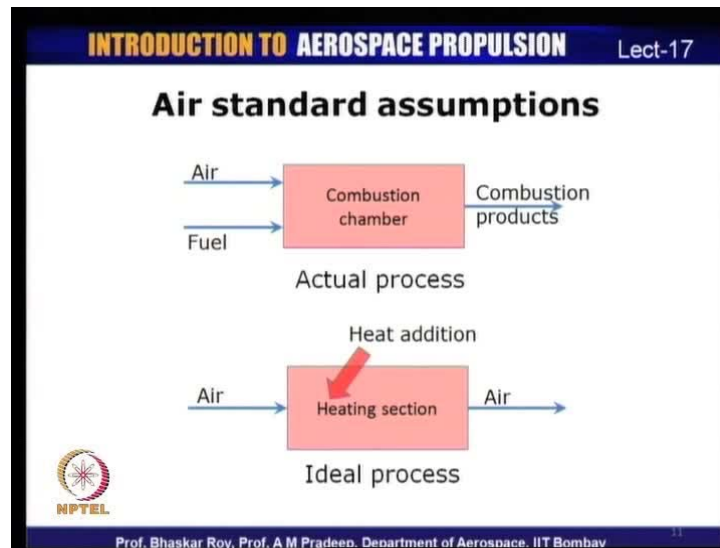 INTRODUCTION TO AEROSPACE PROPULSION Lect-17
Air standard assumptions
Air
Fuel
Combustion
chamber
Combustion
products
Actual process
Heat addition
Air
Heating section
Air
Ideal process
NPTEL
Prof. Bhaskar Roy, Prof. A M Pradeep, Department of Aerospace, IIT Bombay
11